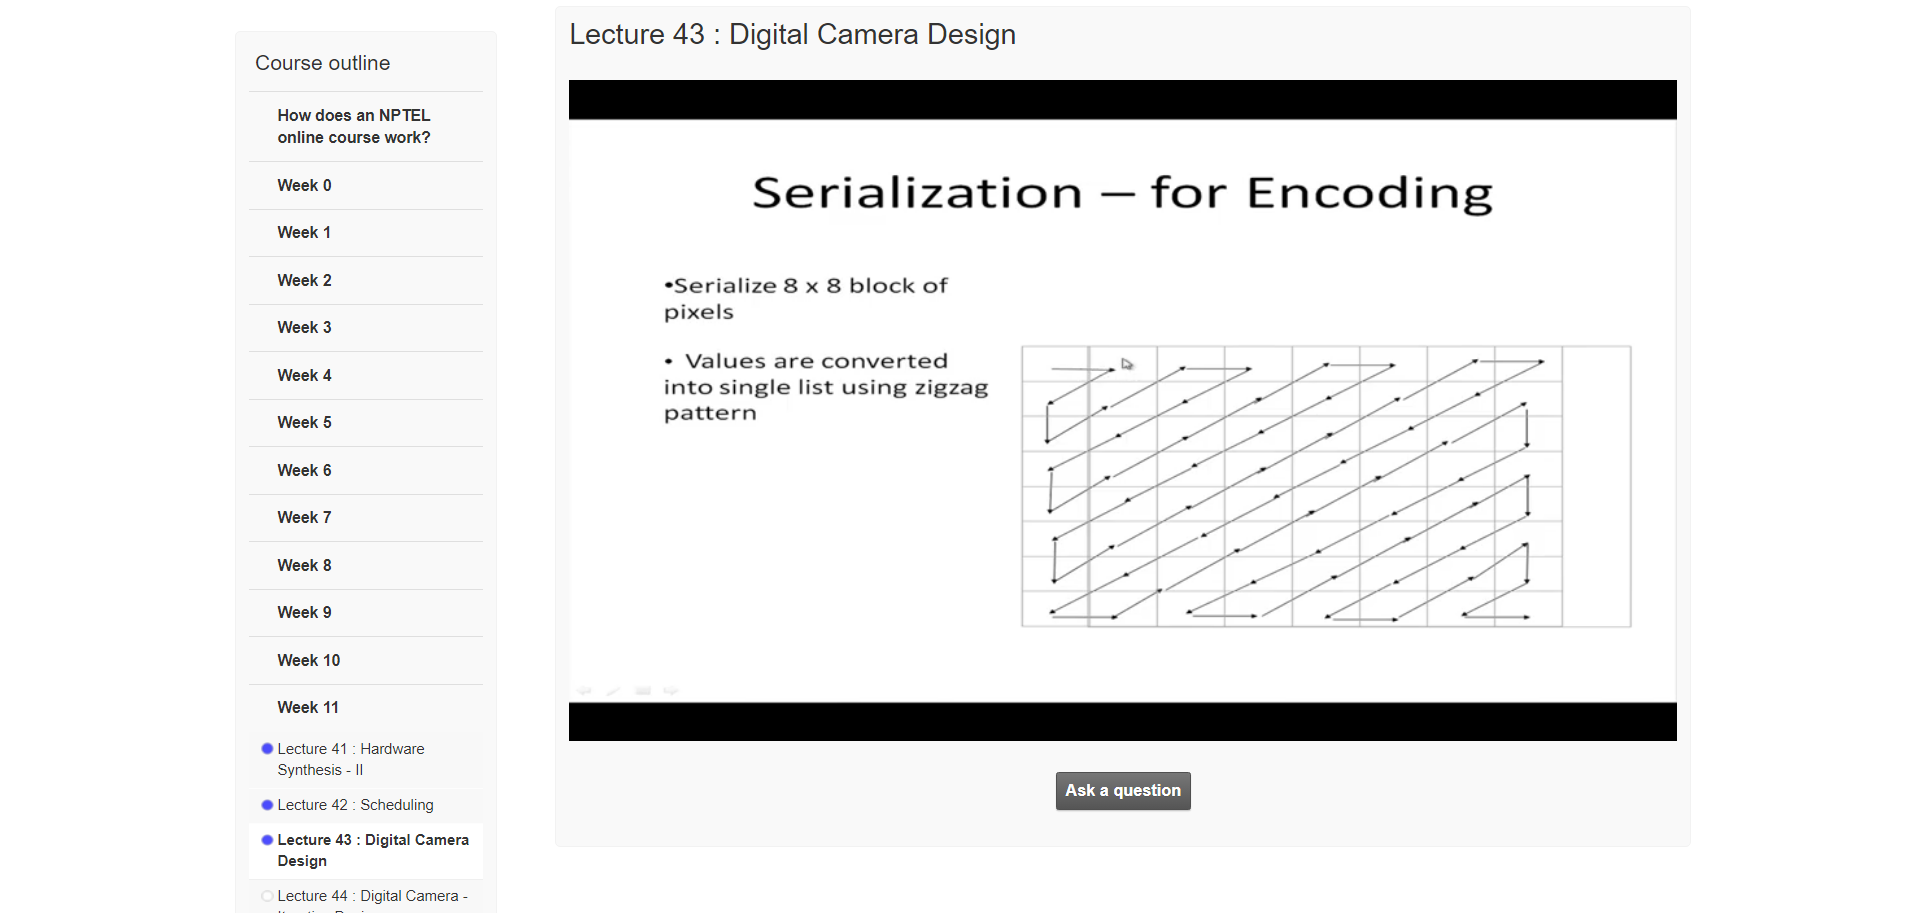 Course outline
How does an NPTEL
online course work?
Week 0
Week 1
Week 2
Week 3
Week 4
Week 5
Week 6
Week 7
Week 8
Week 9
Week 10
Week 11
Lecture 41 : Hardware
Synthesis - II
Lecture 42 : Scheduling
Lecture 43 : Digital Camera
Design
Lecture 44 : Digital Camera -
Lecture 43 : Digital Camera Design
Serialization – for Encoding
•Serialize 8 x 8 block of
pixels
• Values are converted
into single list using zigzag
pattern
Ask a question